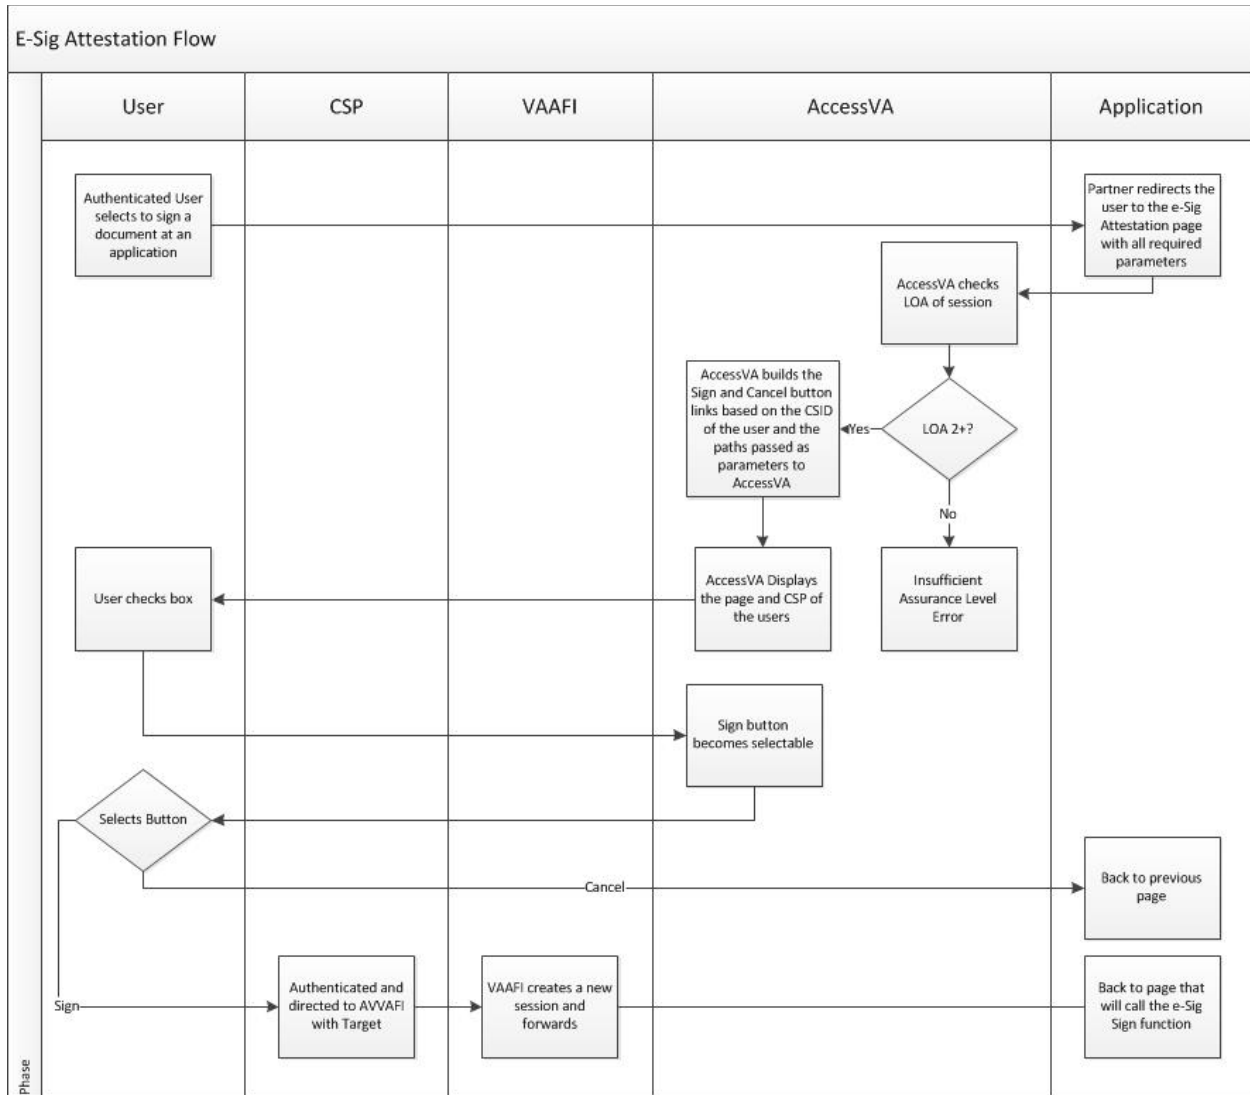 E-Sig Attestation Flow
User
CSP
VAAFI
AccessVA
Application
Authenticated User
selects to sign a
document at an
application
Partner redirects the
user to the e-Sig
Attestation page
with all required
parameters
AccessVA checks
LOA of session
AccessVA builds the
Sign and Cancel button
links based on the CSID
of the user and the
paths passed as
parameters to
AccessVA
Yes
LOA 2+?
No
User checks box
AccessVA Displays
the page and CSP of
the users
Insufficient
Assurance Level
Error
Sign button
becomes selectable
Selects Button
Cancel
Back to previous
page
Sign
Authenticated and
directed to AVVAFI
with Target
VAAFI creates a new
session and
forwards
Back to page that
will call the e-Sig
Sign function
Phase